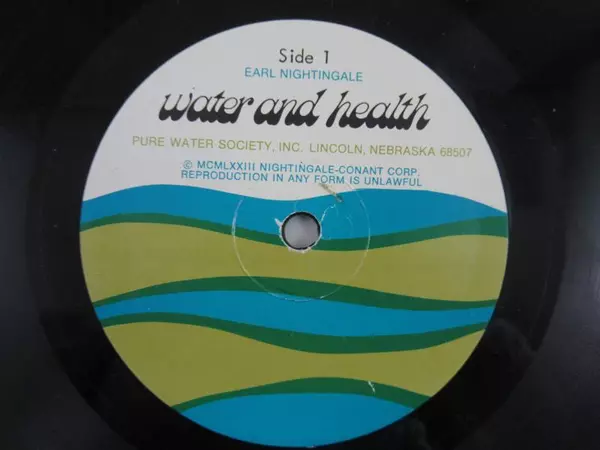 Side 1
EARL NIGHTINGALE
water and health
PURE WATER SOCIETY, INC. LINCOLN, NEBRASKA 68507
© MCMLXXIII NIGHTINGALE-CONANT CORP.
REPRODUCTION IN ANY FORM IS UNLAWFUL